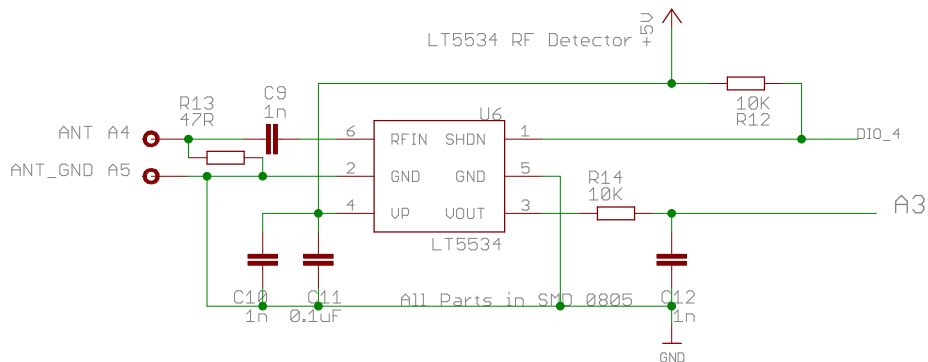 +5V
LT5534 RF Detector
R13
47R
C9
1n
10K
R12
ANT A4
6
U6
RFIN
SHDN
1
DIO_4
ANT_GND A5
2
GND
GND
5
4
VP
VOUT
3
R14
10K
A3
LT5534
C10
1n
C11
0.1uF
All Parts in SMD 0805
C12
1n
GND